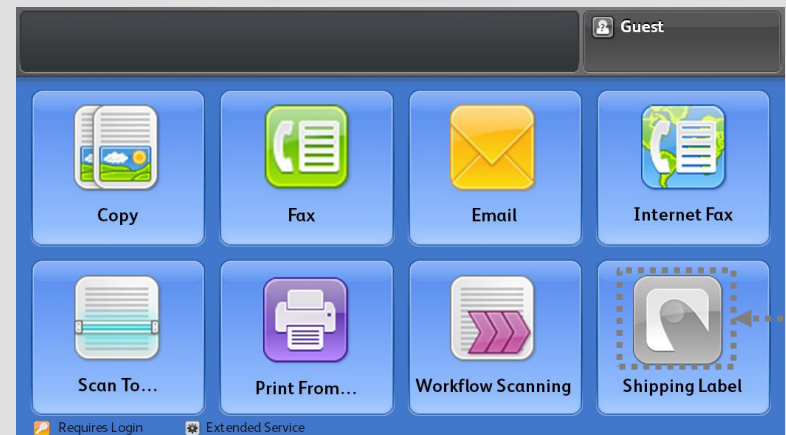 Guest
Copy
Fax
Email
Internet Fax
Scan To...
Print From...
Workflow Scanning
Shipping Label
Requires Login
Extended Service